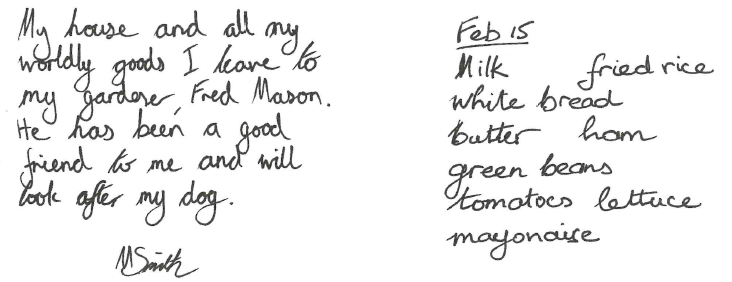 My house and all my
worldly goods I leave to
my gardener, Fred Mason.
He has been a good
friend to me and will
look after my dog.
MSmith
Feb 15
Milk fried rice
white bread
butter ham
green beans
tomatoes lettuce
mayonaise